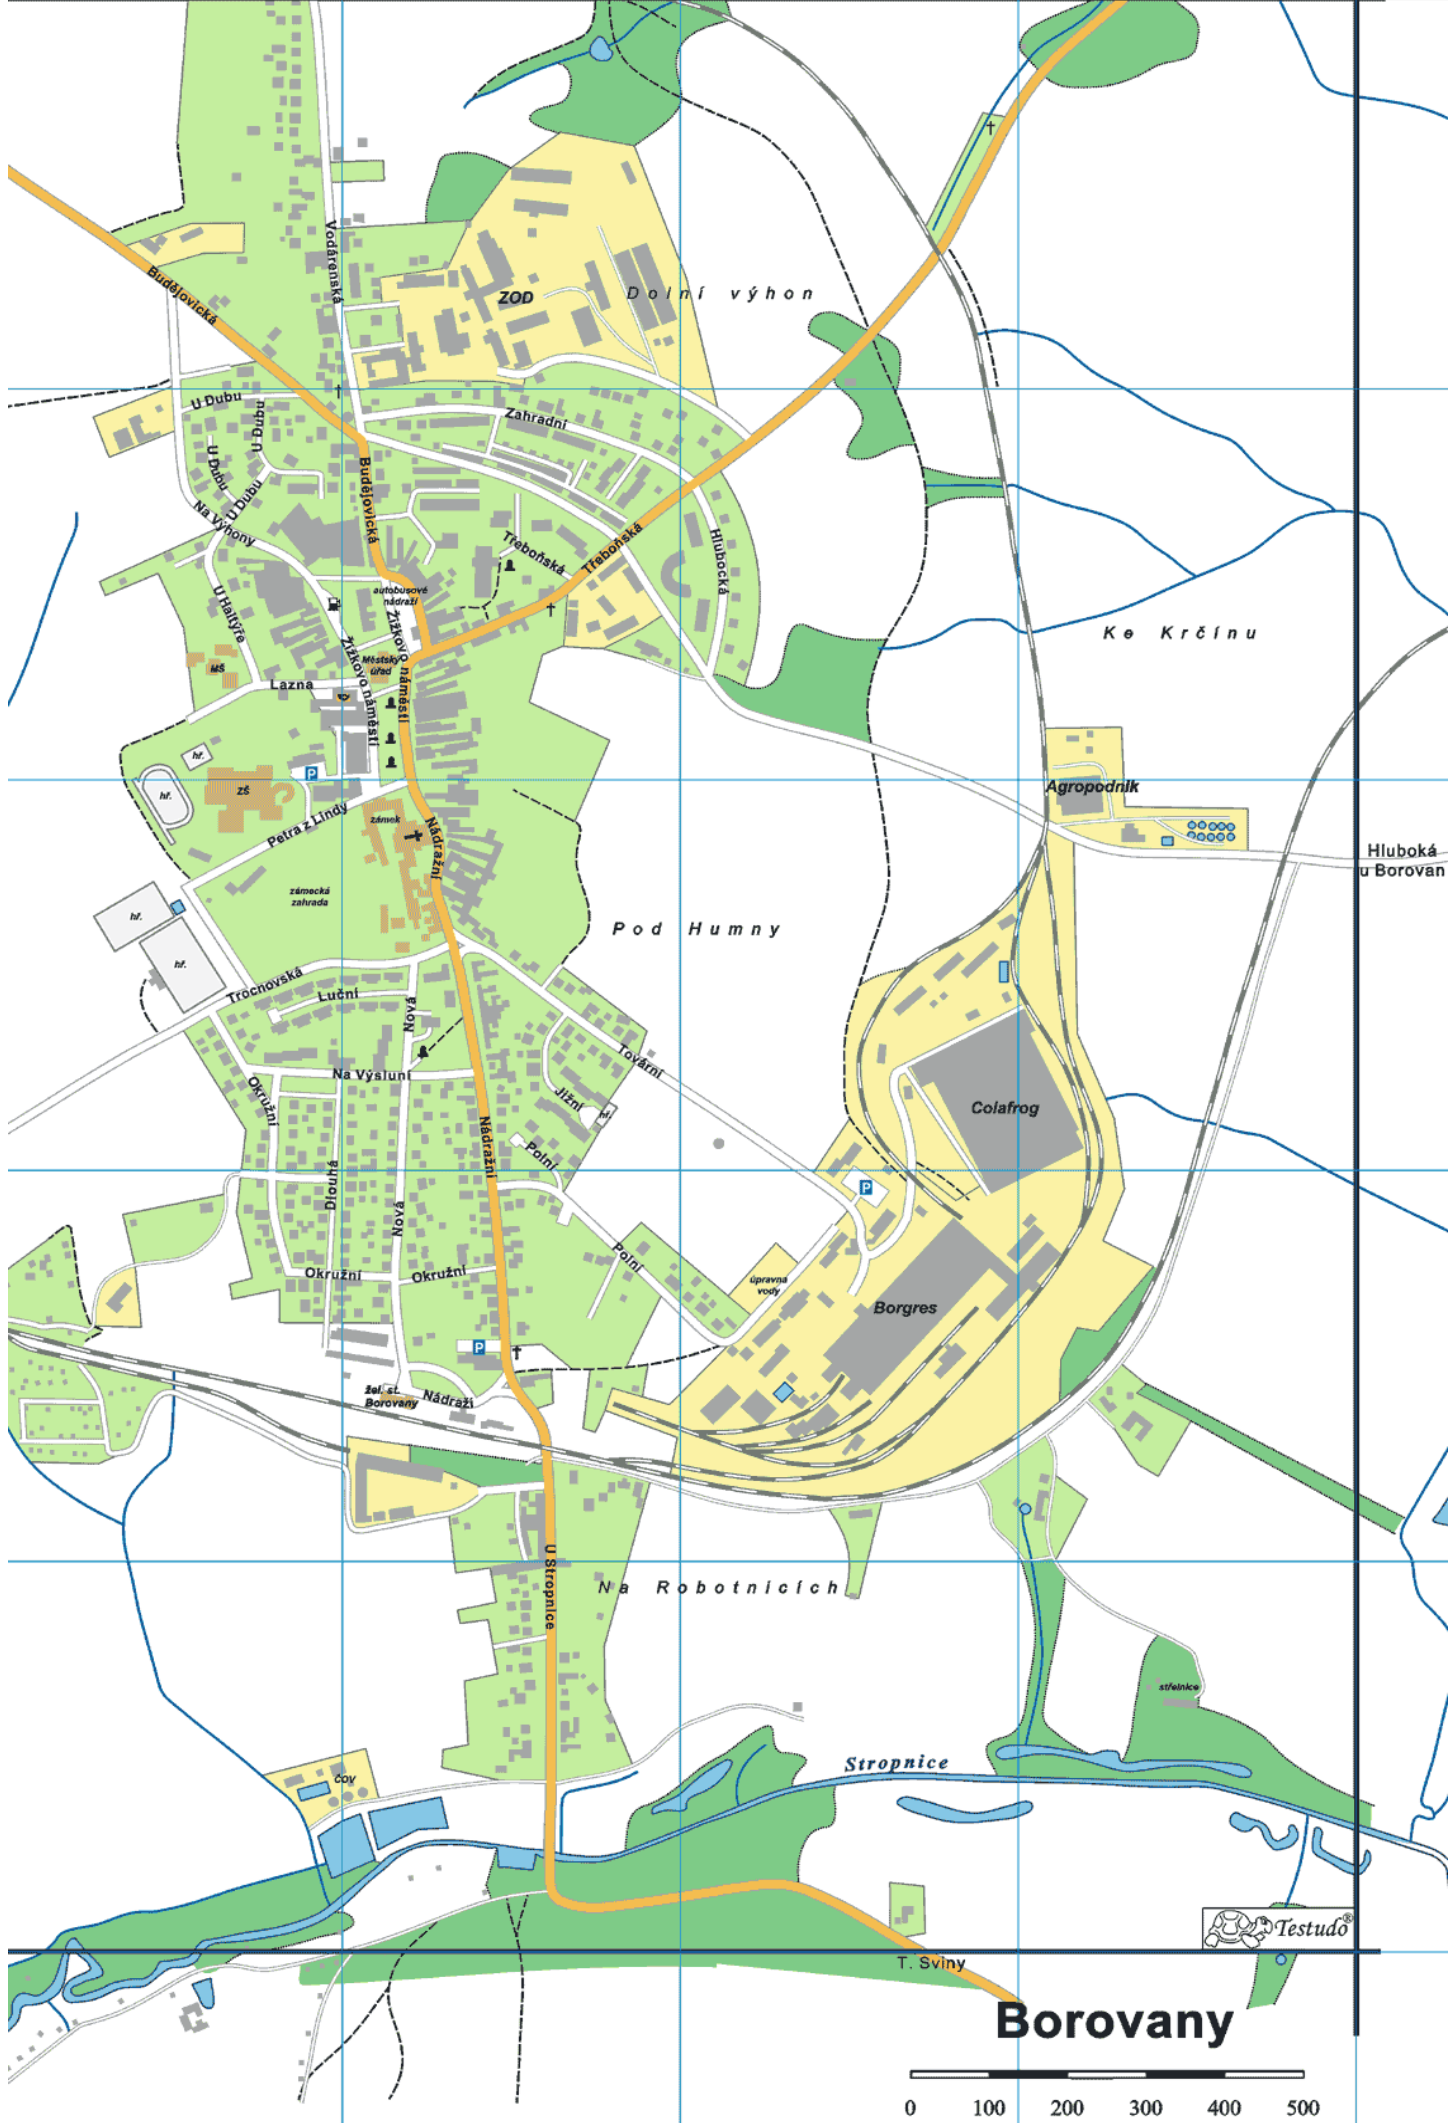 Vodárenská
Budějovická
ZOD
Dolní výhon
U Dubu
U Dubu
Zahradní
U Dubu
U Dubu
Budějovická
Na Výhony
Třeboňská
Třeboňská
Hlubocká
autobusové
nádraží
U Haltýře
Žižkovo náměstí
Žižkovo náměstí
Ke Krčínu
Městský
úřad
MŠ
Lazna
hř.
P
hř.
ZŠ
Agropodnik
Petra z Lindy
zámek
Nádražní
Hluboká
u Borovan
zámecká
zahrada
hř.
Pod Humny
hř.
Trocnovská
Luční
Nová
Tovární
Na Výsluní
Okružní
Jižní
hř.
Colafrog
Nádražní
Polní
Dlouhá
P
Nová
Polní
Okružní
Okružní
úpravna
vody
Borgres
P
žel. st.
Borovany
Nádraží
U Stropnice
Na Robotnicích
střelnice
Stropnice
ČOV
Testudo®
T. Sviny
Borovany
0 100 200 300 400 500